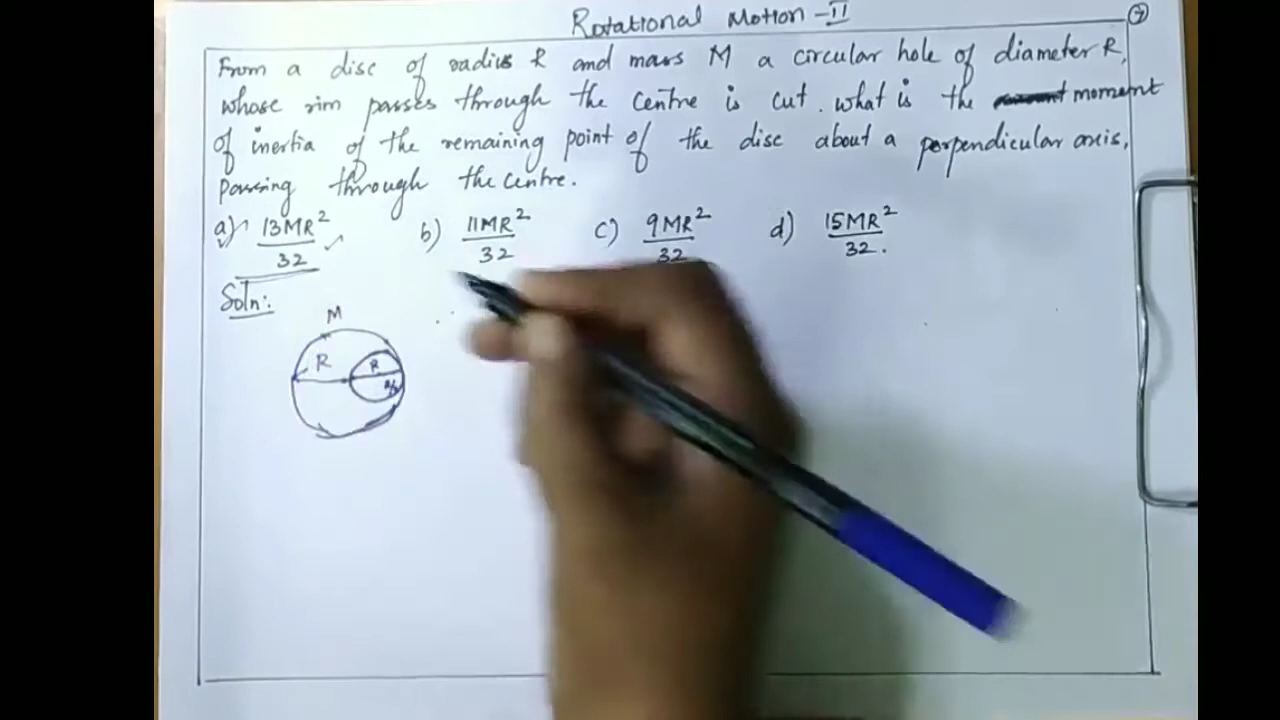 Rotational Motion - II
7
From a disc of radius R and mass M a circular hole of diameter R,
whose rim passes through the centre is cut. what is the moment
of inertia of the remaining point of the disc about a perpendicular axis,
passing through the centre.
a) 13MR²/32 b) 11MR²/32 c) 9MR²/32 d) 15MR²/32.
Soln:
M
R R
R/2